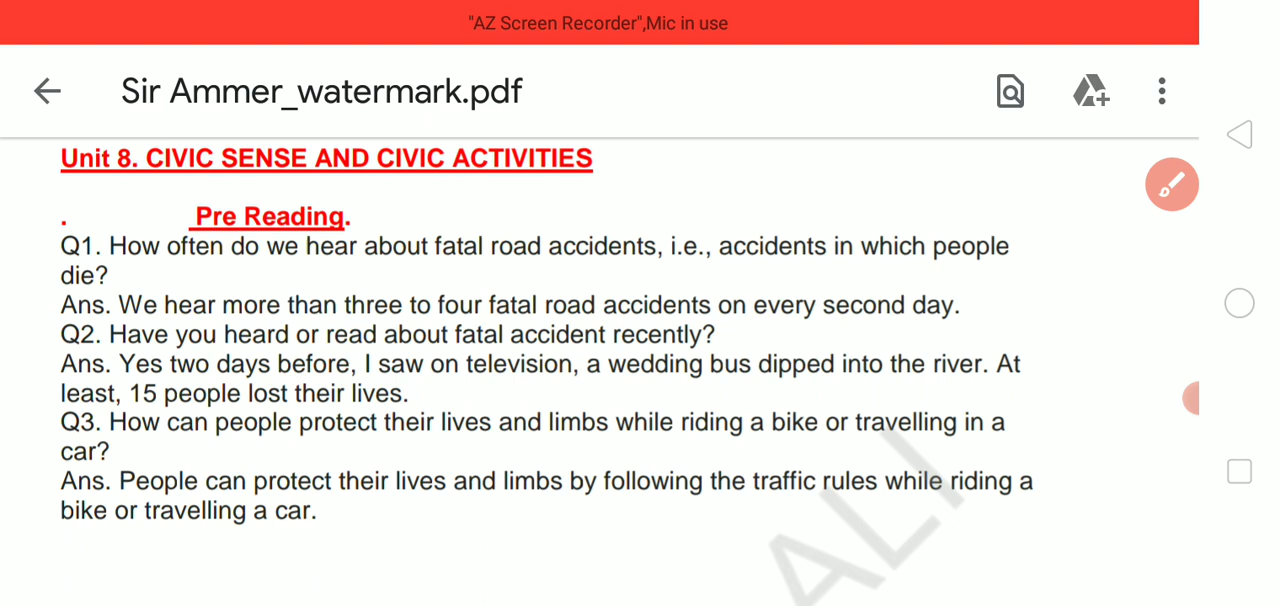 "AZ Screen Recorder",Mic in use
Sir Ammer_watermark.pdf
Unit 8. CIVIC SENSE AND CIVIC ACTIVITIES
. Pre Reading.
Q1. How often do we hear about fatal road accidents, i.e., accidents in which people
die?
Ans. We hear more than three to four fatal road accidents on every second day.
Q2. Have you heard or read about fatal accident recently?
Ans. Yes two days before, I saw on television, a wedding bus dipped into the river. At
least, 15 people lost their lives.
Q3. How can people protect their lives and limbs while riding a bike or travelling in a
car?
Ans. People can protect their lives and limbs by following the traffic rules while riding a
bike or travelling a car.
ALI